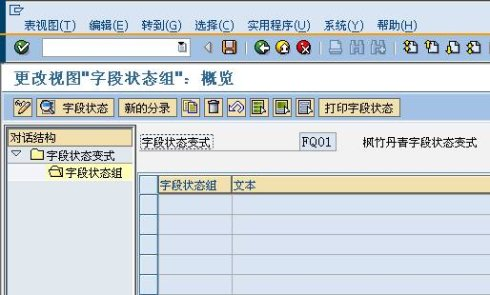 表视图(T) 编辑(E) 转到(G) 选择(C) 实用程序(U) 系统(Y) 帮助(H)
更改视图"字段状态组": 概览
字段状态 新的分录 打印字段状态
对话结构
字段状态变式
字段状态组
字段状态变式 FQ01 枫竹丹青字段状态变式
字段状态组 文本